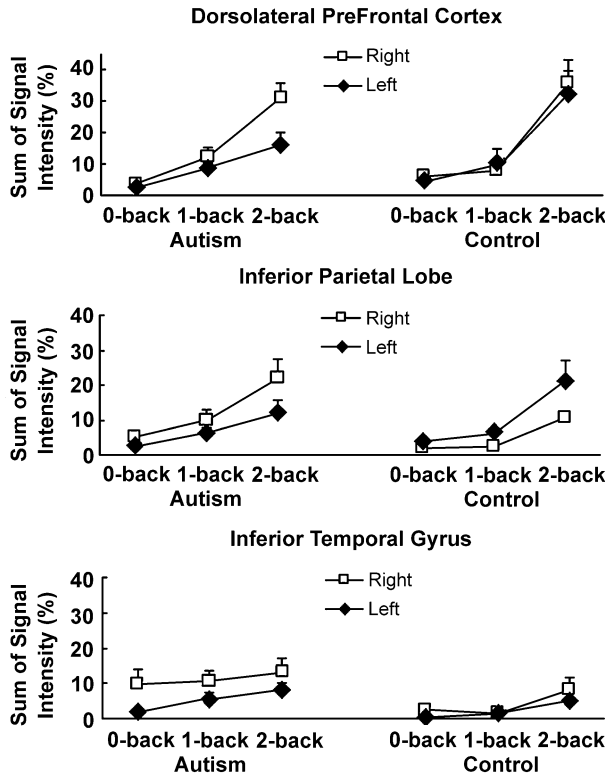 Dorsolateral PreFrontal Cortex
Sum of Signal
Intensity (%)
40
30
20
10
0
Right
Left
0-back 1-back 2-back
Autism
0-back 1-back 2-back
Control
Inferior Parietal Lobe
Sum of Signal
Intensity (%)
40
30
20
10
0
Right
Left
0-back 1-back 2-back
Autism
0-back 1-back 2-back
Control
Inferior Temporal Gyrus
Sum of Signal
Intensity (%)
40
30
20
10
0
Right
Left
0-back 1-back 2-back
Autism
0-back 1-back 2-back
Control